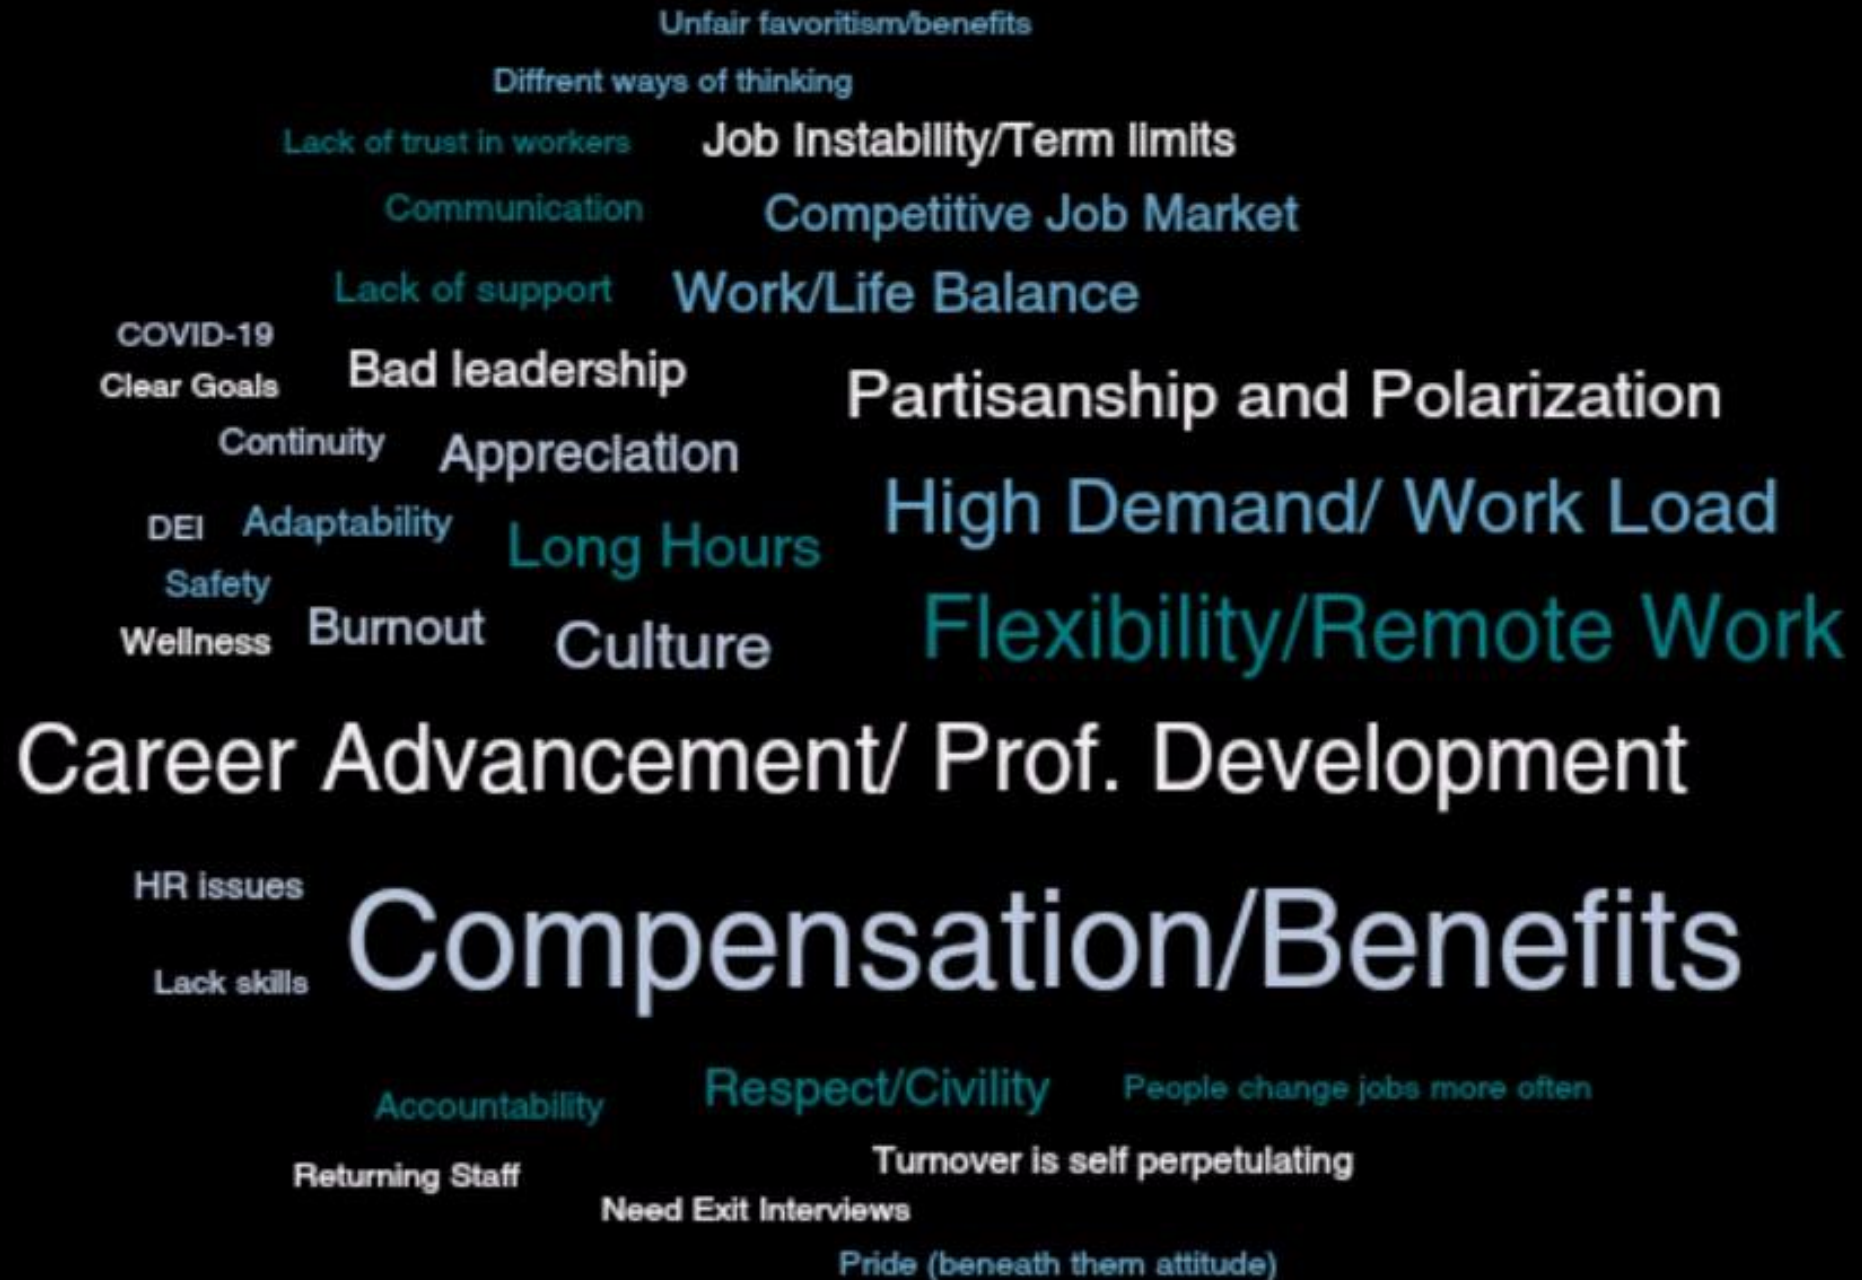 Unfair favoritism/benefits
Diffrent ways of thinking
Lack of trust in workers
Job Instability/Term limits
Communication
Competitive Job Market
Lack of support
Work/Life Balance
COVID-19
Bad leadership
Clear Goals
Partisanship and Polarization
Continuity
Appreciation
High Demand/ Work Load
DEI
Adaptability
Long Hours
Safety
Flexibility/Remote Work
Wellness
Burnout
Culture
Career Advancement/ Prof. Development
HR issues
Compensation/Benefits
Lack skills
Accountability
Respect/Civility
People change jobs more often
Turnover is self perpetulating
Returning Staff
Need Exit Interviews
Pride (beneath them attitude)